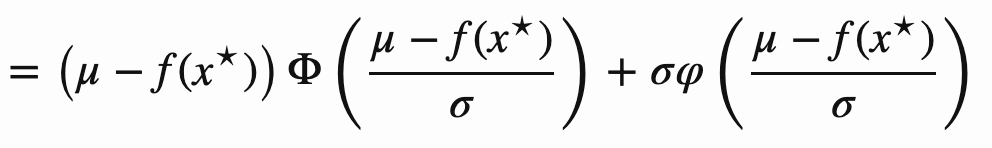 = (μ − f(x⋆)) Φ ( (μ − f(x⋆)) / σ ) + σφ ( (μ − f(x⋆)) / σ )